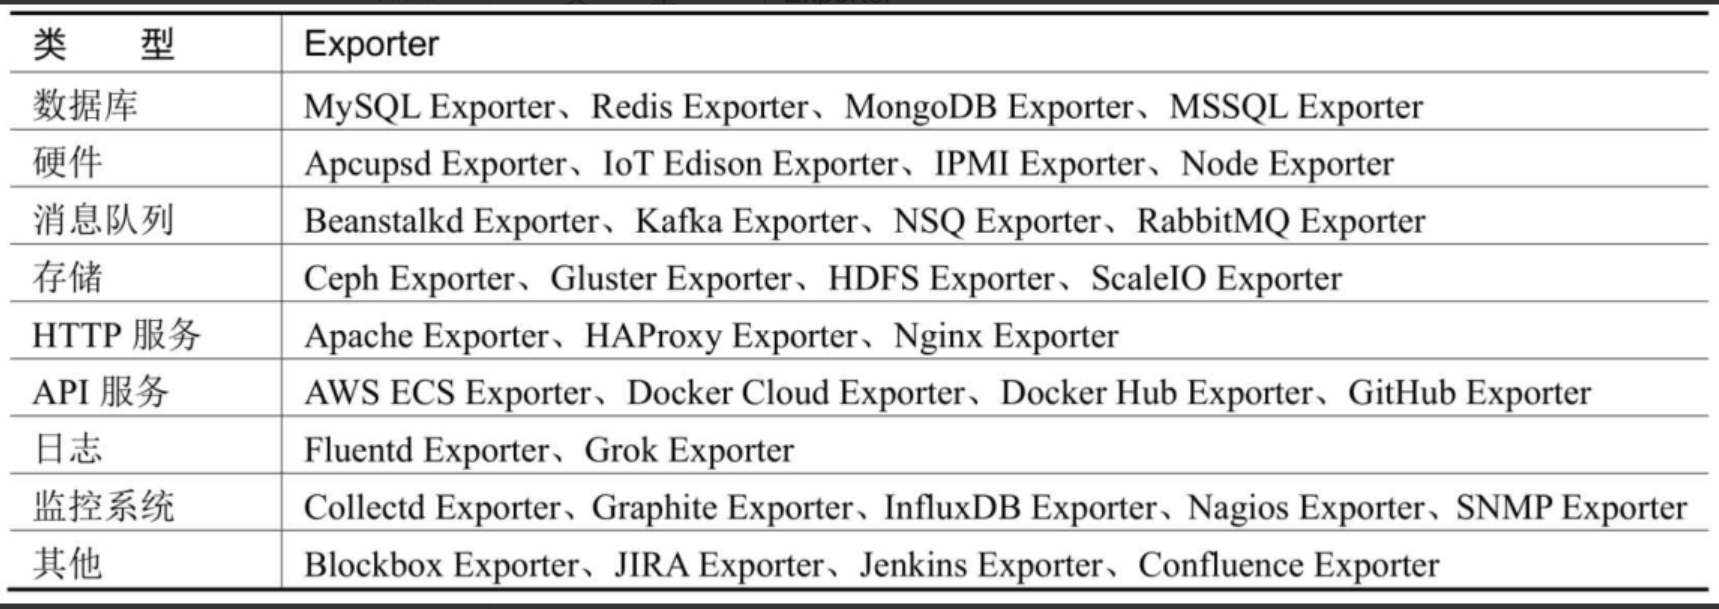 类 型 Exporter
数据库 MySQL Exporter、Redis Exporter、MongoDB Exporter、MSSQL Exporter
硬件 Apcupsd Exporter、IoT Edison Exporter、IPMI Exporter、Node Exporter
消息队列 Beanstalkd Exporter、Kafka Exporter、NSQ Exporter、RabbitMQ Exporter
存储 Ceph Exporter、Gluster Exporter、HDFS Exporter、ScaleIO Exporter
HTTP 服务 Apache Exporter、HAProxy Exporter、Nginx Exporter
API 服务 AWS ECS Exporter、Docker Cloud Exporter、Docker Hub Exporter、GitHub Exporter
日志 Fluentd Exporter、Grok Exporter
监控系统 Collectd Exporter、Graphite Exporter、InfluxDB Exporter、Nagios Exporter、SNMP Exporter
其他 Blockbox Exporter、JIRA Exporter、Jenkins Exporter、Confluence Exporter